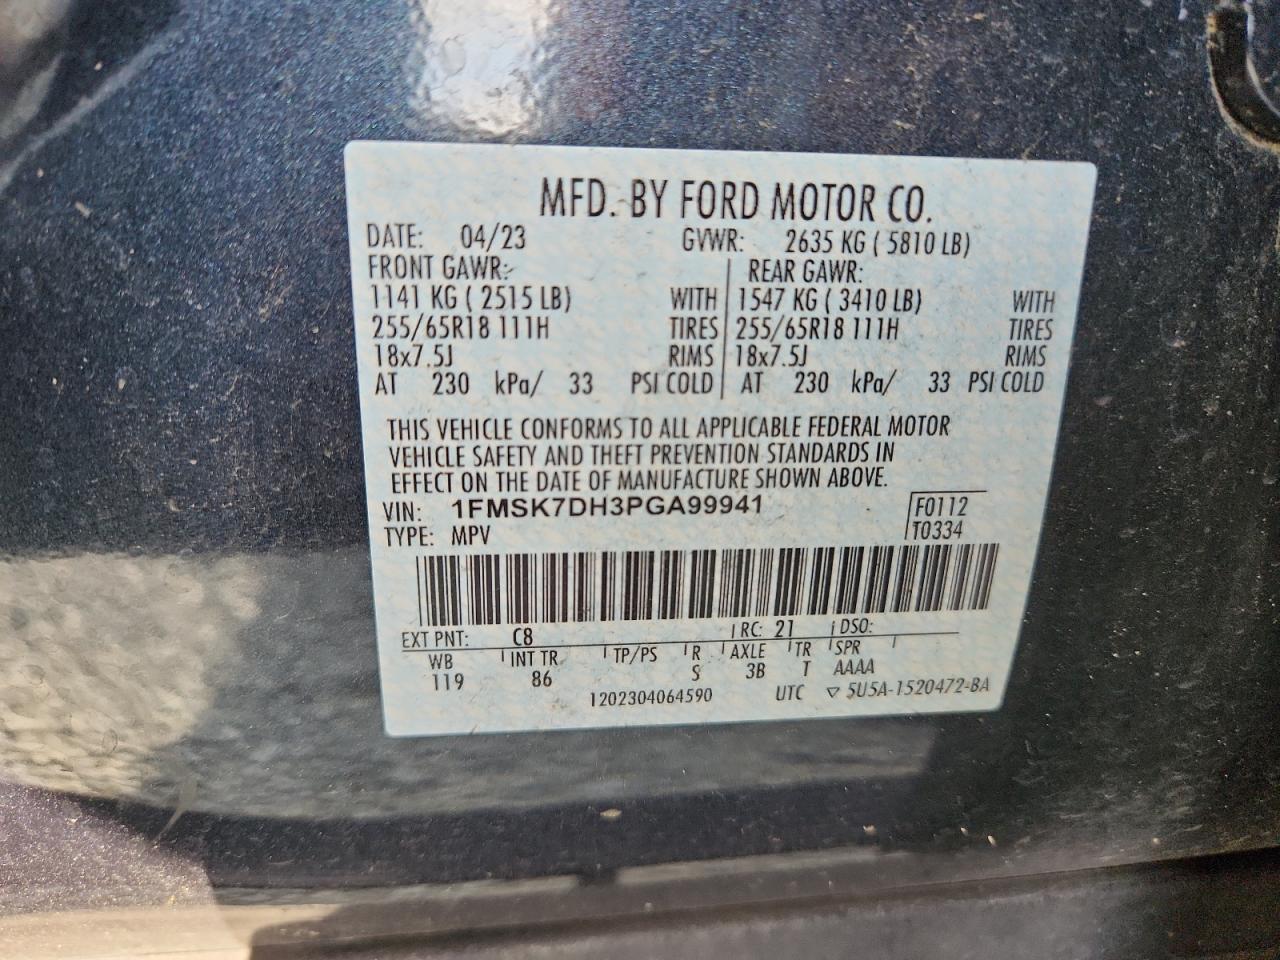 MFD. BY FORD MOTOR CO.
DATE: 04/23 GVWR: 2635 KG ( 5810 LB)
FRONT GAWR: REAR GAWR:
1141 KG ( 2515 LB) WITH 1547 KG ( 3410 LB) WITH
255/65R18 111H TIRES 255/65R18 111H TIRES
18x7.5J RIMS 18x7.5J RIMS
AT 230 kPa/ 33 PSI COLD AT 230 kPa/ 33 PSI COLD
THIS VEHICLE CONFORMS TO ALL APPLICABLE FEDERAL MOTOR
VEHICLE SAFETY AND THEFT PREVENTION STANDARDS IN
EFFECT ON THE DATE OF MANUFACTURE SHOWN ABOVE.
VIN: 1FMSK7DH3PGA99941 F0112
TYPE: MPV T0334
EXT PNT: C8 RC: 21 DSO:
WB INT TR TP/PS R AXLE TR SPR
119 86 S 3B T AAAA
1202304064590 UTC ▽ 5U5A-1520472-BA